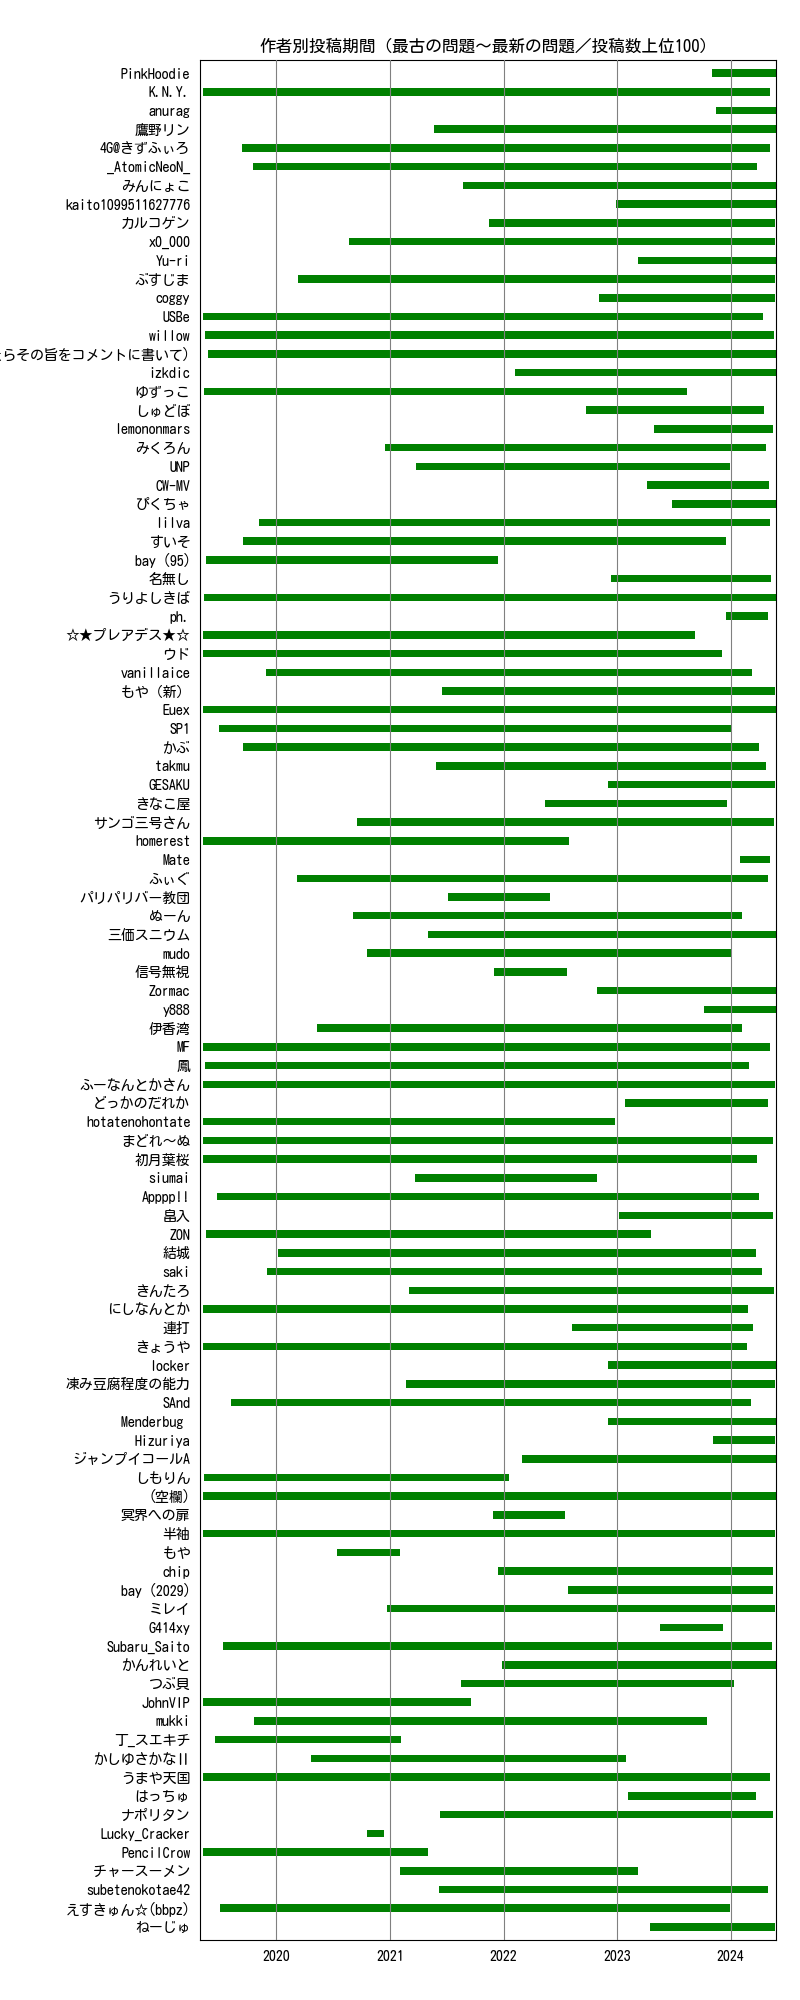 作者別投稿期間（最古の問題～最新の問題／投稿数上位100）
PinkHoodie
K.N.Y.
anurag
鷹野リン
4G@きずふぃろ
_AtomicNeoN_
みんにょこ
kaito1099511627776
カルコゲン
x0_000
Yu-ri
ぶすじま
coggy
USBe
willow
らその旨をコメントに書いて）
izkdic
ゆずっこ
しゅどぼ
lemononmars
みくろん
UNP
CW-MV
ぴくちゃ
lilva
すいそ
bay (95)
名無し
うりよしきば
ph.
☆★プレアデス★☆
ウド
vanillaice
もや（新）
Euex
SP1
かぶ
takmu
GESAKU
きなこ屋
サンゴ三号さん
homerest
Mate
ふぃぐ
パリパリバー教団
ぬーん
三価スニウム
mudo
信号無視
Zormac
y888
伊香湾
MF
鳳
ふーなんとかさん
どっかのだれか
hotatenohontate
まどれ～ぬ
初月葉桜
siumai
Appppll
畠入
ZON
結城
saki
きんたろ
にしなんとか
連打
きょうや
locker
凍み豆腐程度の能力
SAnd
Menderbug
Hizuriya
ジャンプイコールA
しもりん
(空欄)
冥界への扉
半袖
もや
chip
bay (2029)
ミレイ
G414xy
Subaru_Saito
かんれいと
つぶ貝
JohnVIP
mukki
丁_スエキチ
かしゆさかなII
うまや天国
はっちゅ
ナポリタン
Lucky_Cracker
PencilCrow
チャースーメン
subetenokotae42
えすきゅん☆(bbpz)
ねーじゅ
2020 2021 2022 2023 2024